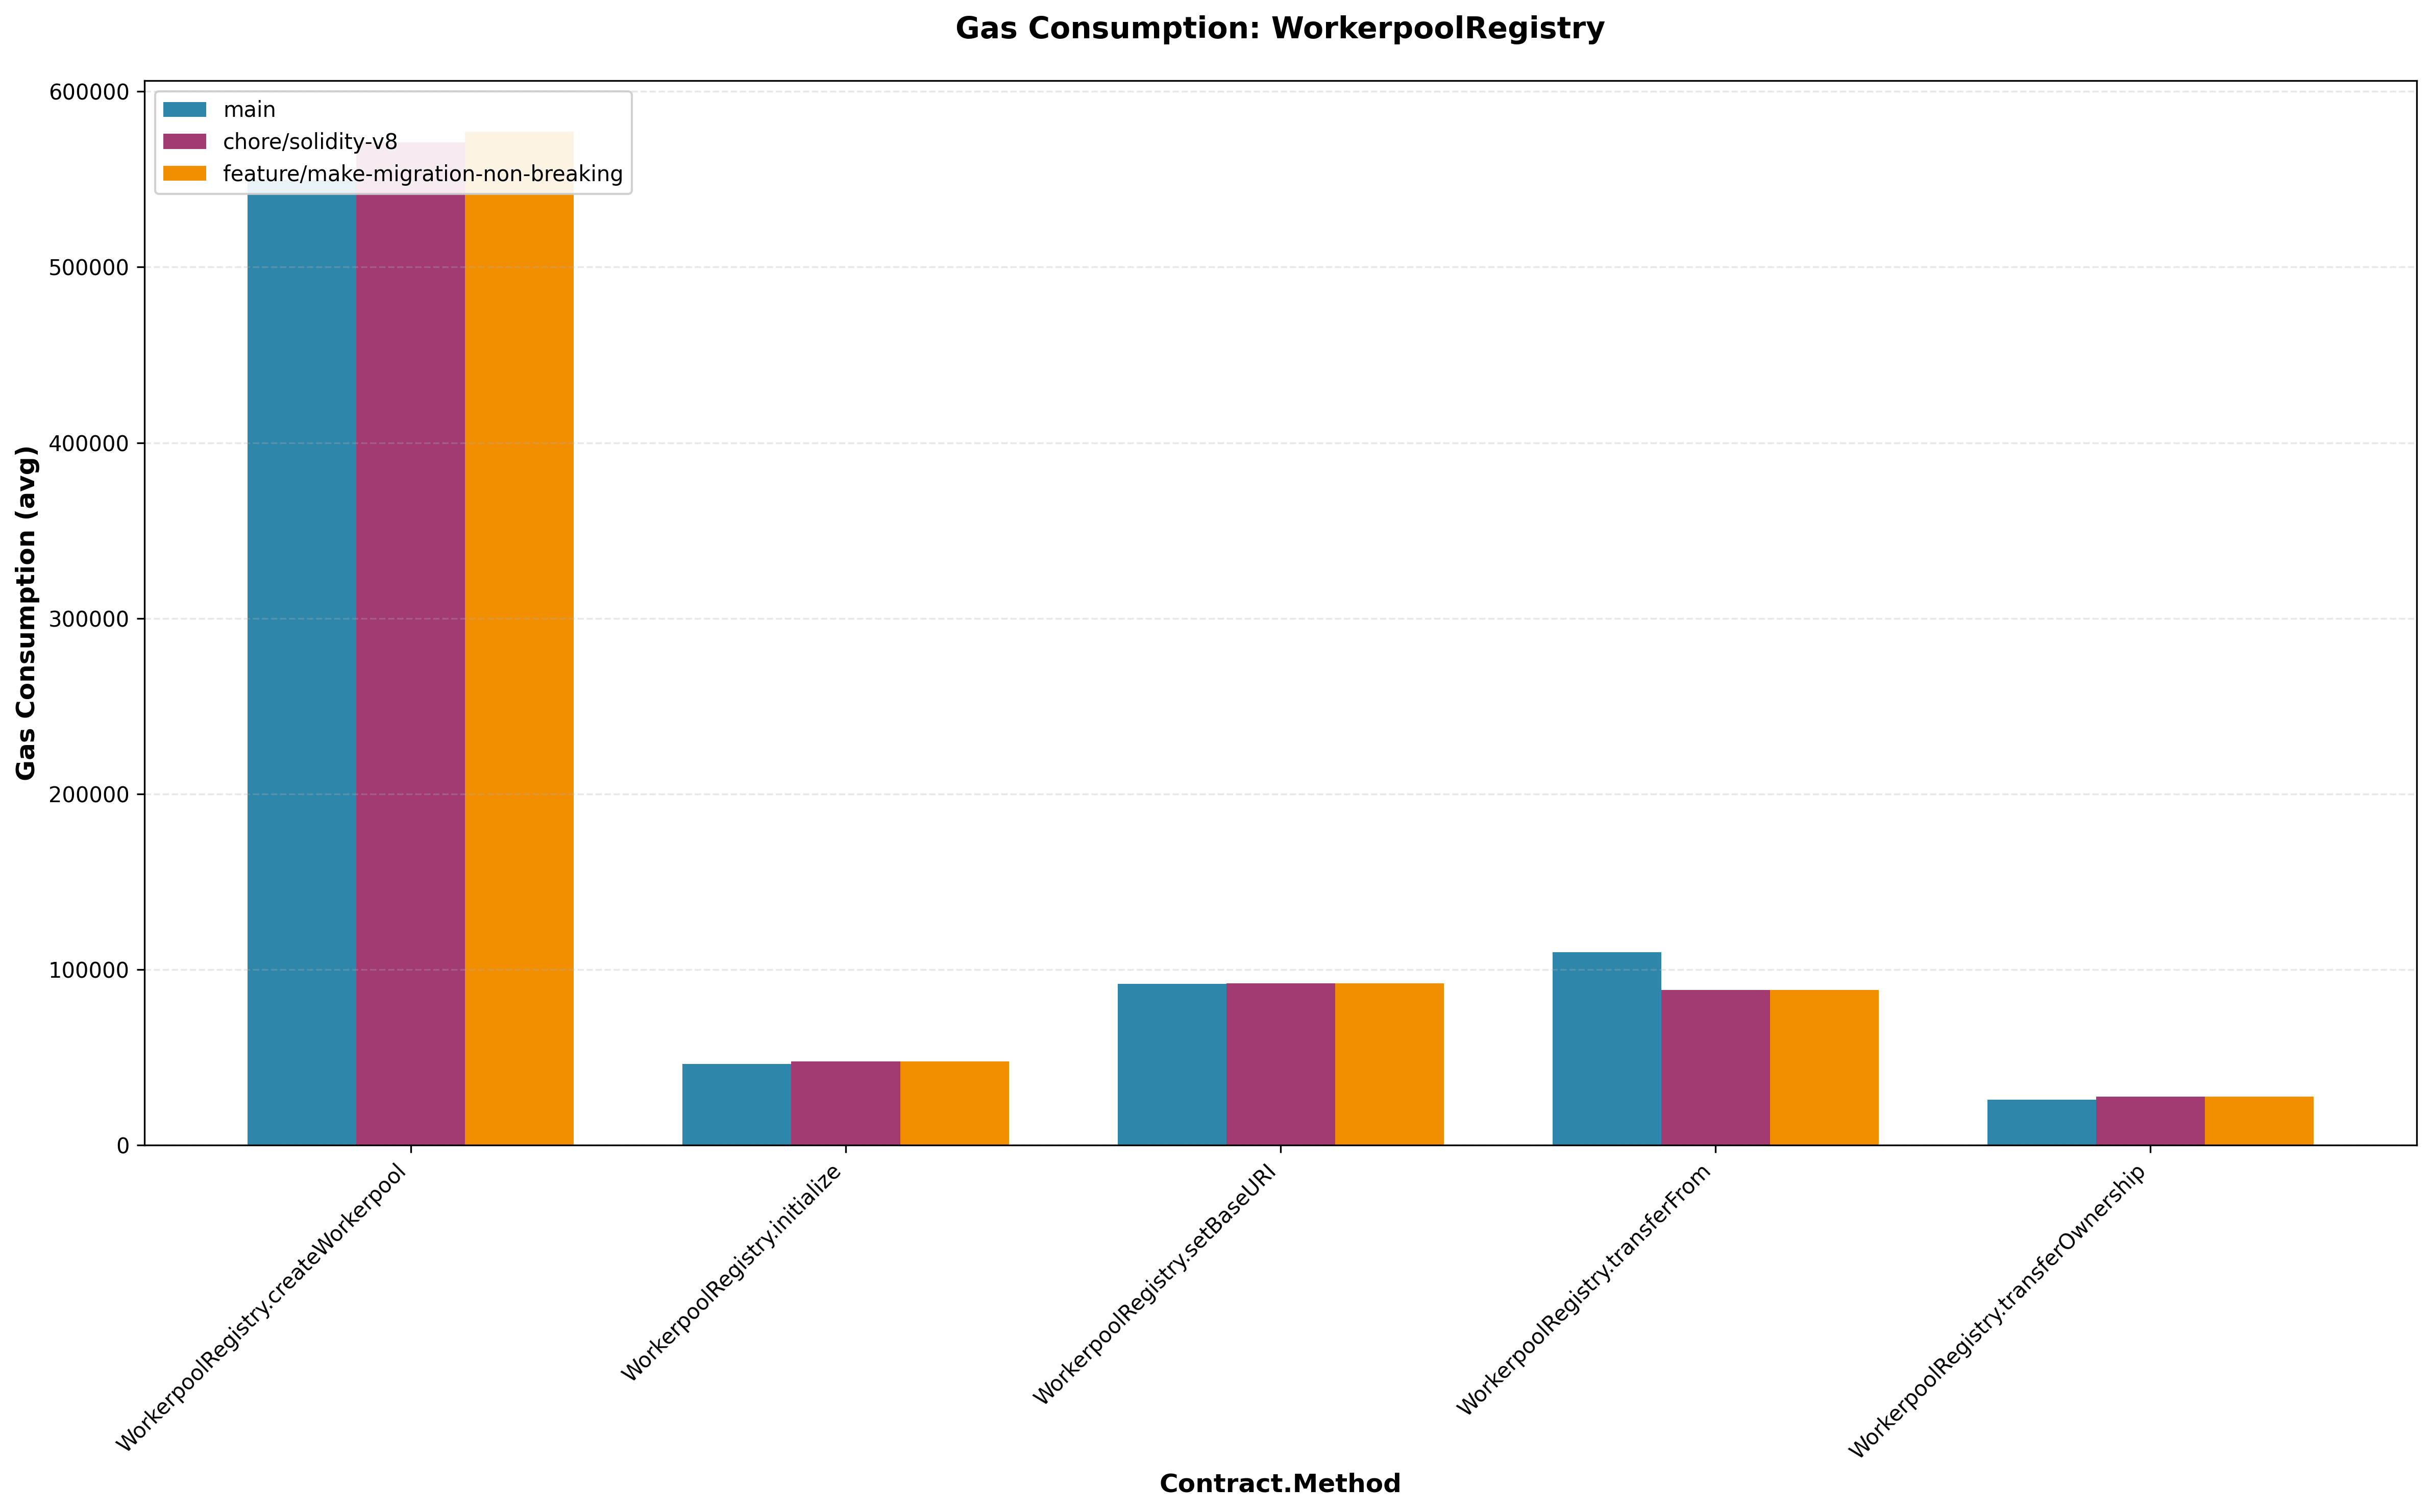 Gas Consumption: WorkerpoolRegistry
main
chore/solidity-v8
feature/make-migration-non-breaking
Gas Consumption (avg)
600000
500000
400000
300000
200000
100000
0
WorkerpoolRegistry.createWorkerpool
WorkerpoolRegistry.initialize
WorkerpoolRegistry.setBaseURI
WorkerpoolRegistry.transferFrom
WorkerpoolRegistry.transferOwnership
Contract.Method